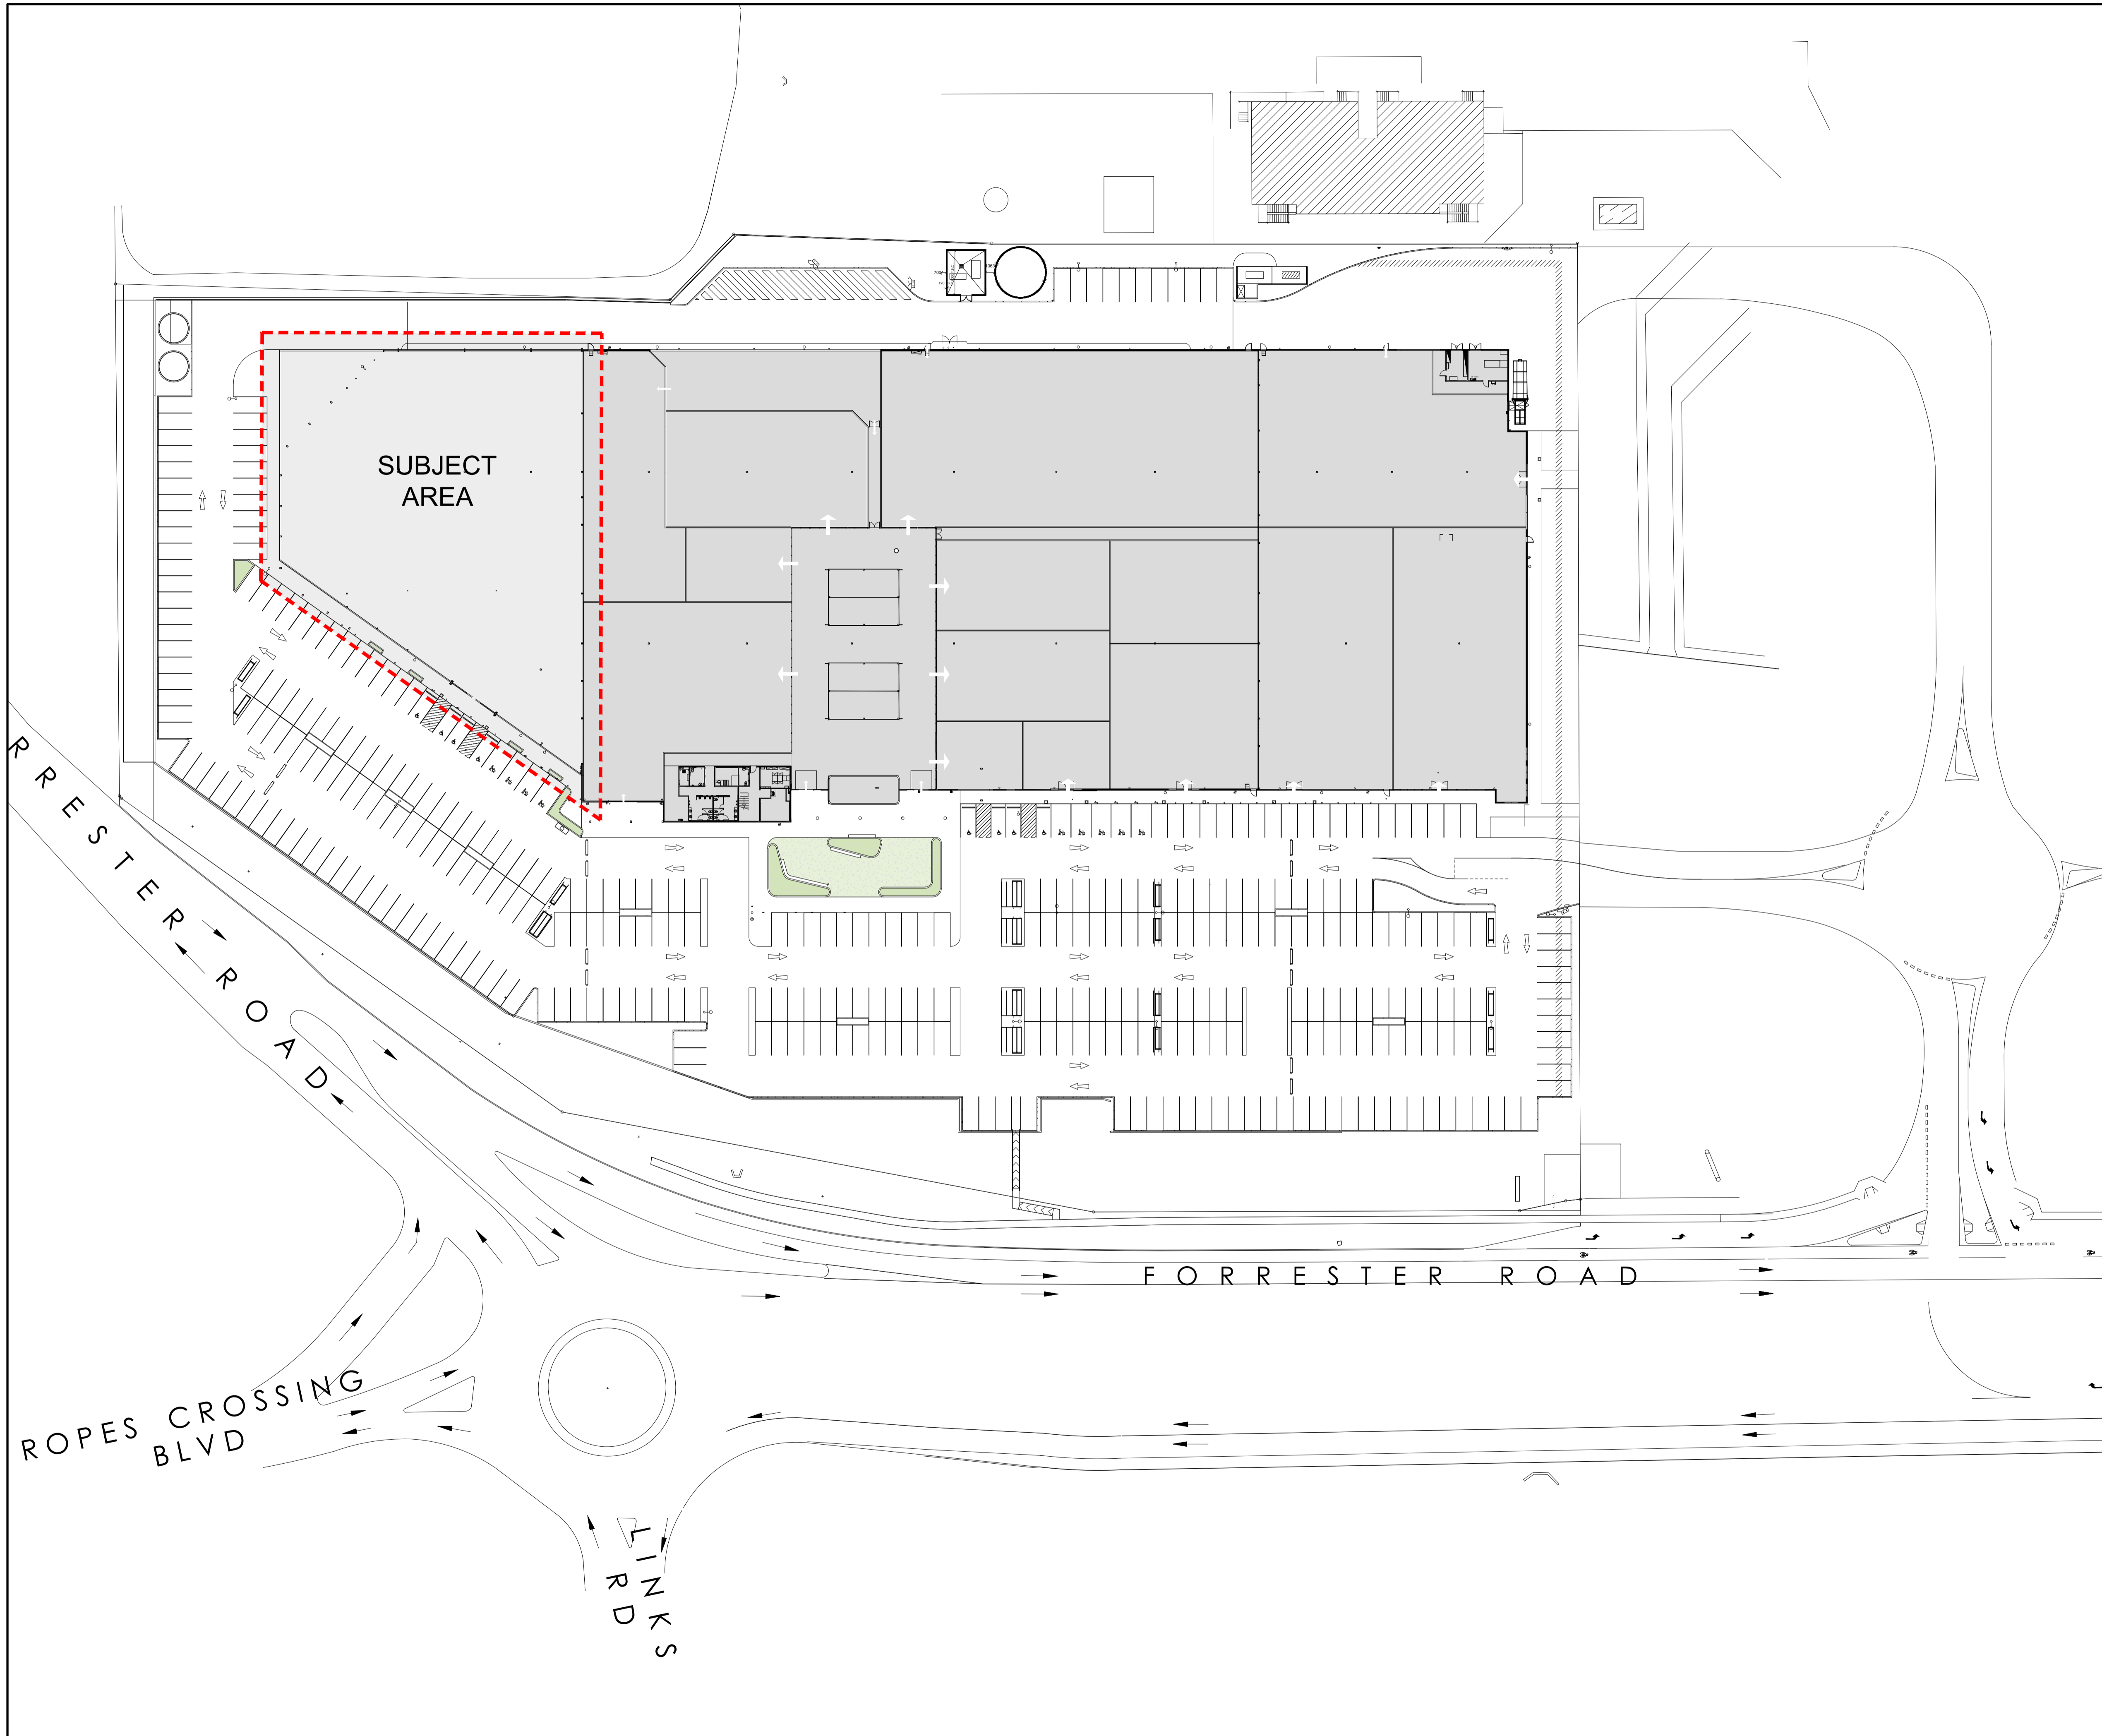 SUBJECT
AREA
RRESTER ROAD
FORRESTER ROAD
ROPES CROSSING
BLVD
LINKS
RD